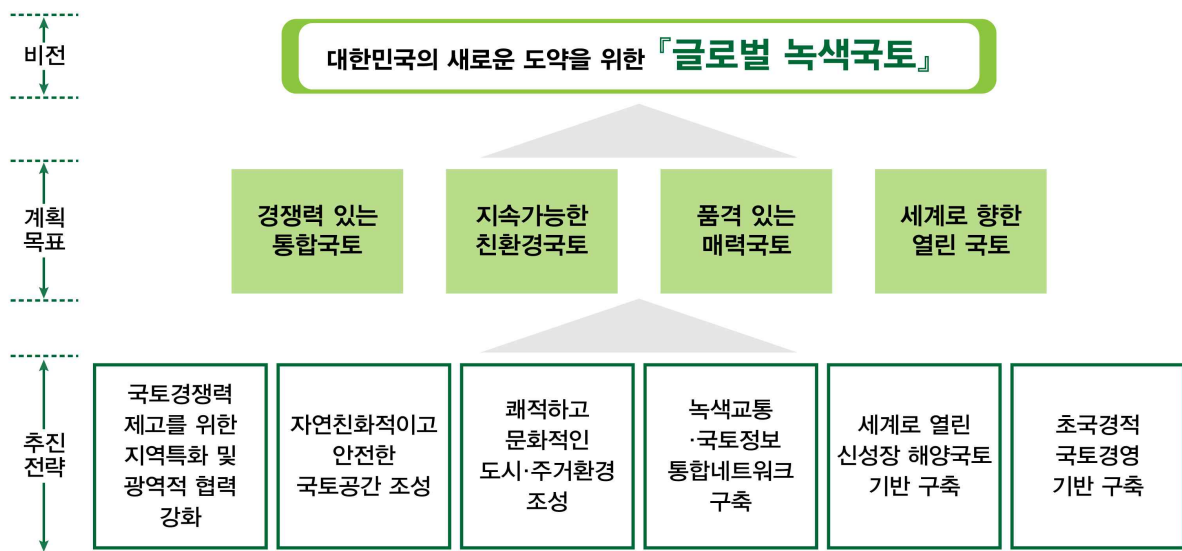 비전
대한민국의 새로운 도약을 위한 『글로벌 녹색국토』
계획
목표
경쟁력 있는
통합국토
지속가능한
친환경국토
품격 있는
매력국토
세계로 향한
열린 국토
추진
전략
국토경쟁력
제고를 위한
지역특화 및
광역적 협력
강화
자연친화적이고
안전한
국토공간 조성
쾌적하고
문화적인
도시·주거환경
조성
녹색교통
·국토정보
통합네트워크
구축
세계로 열린
신성장 해양국토
기반 구축
초국경적
국토경영
기반 구축